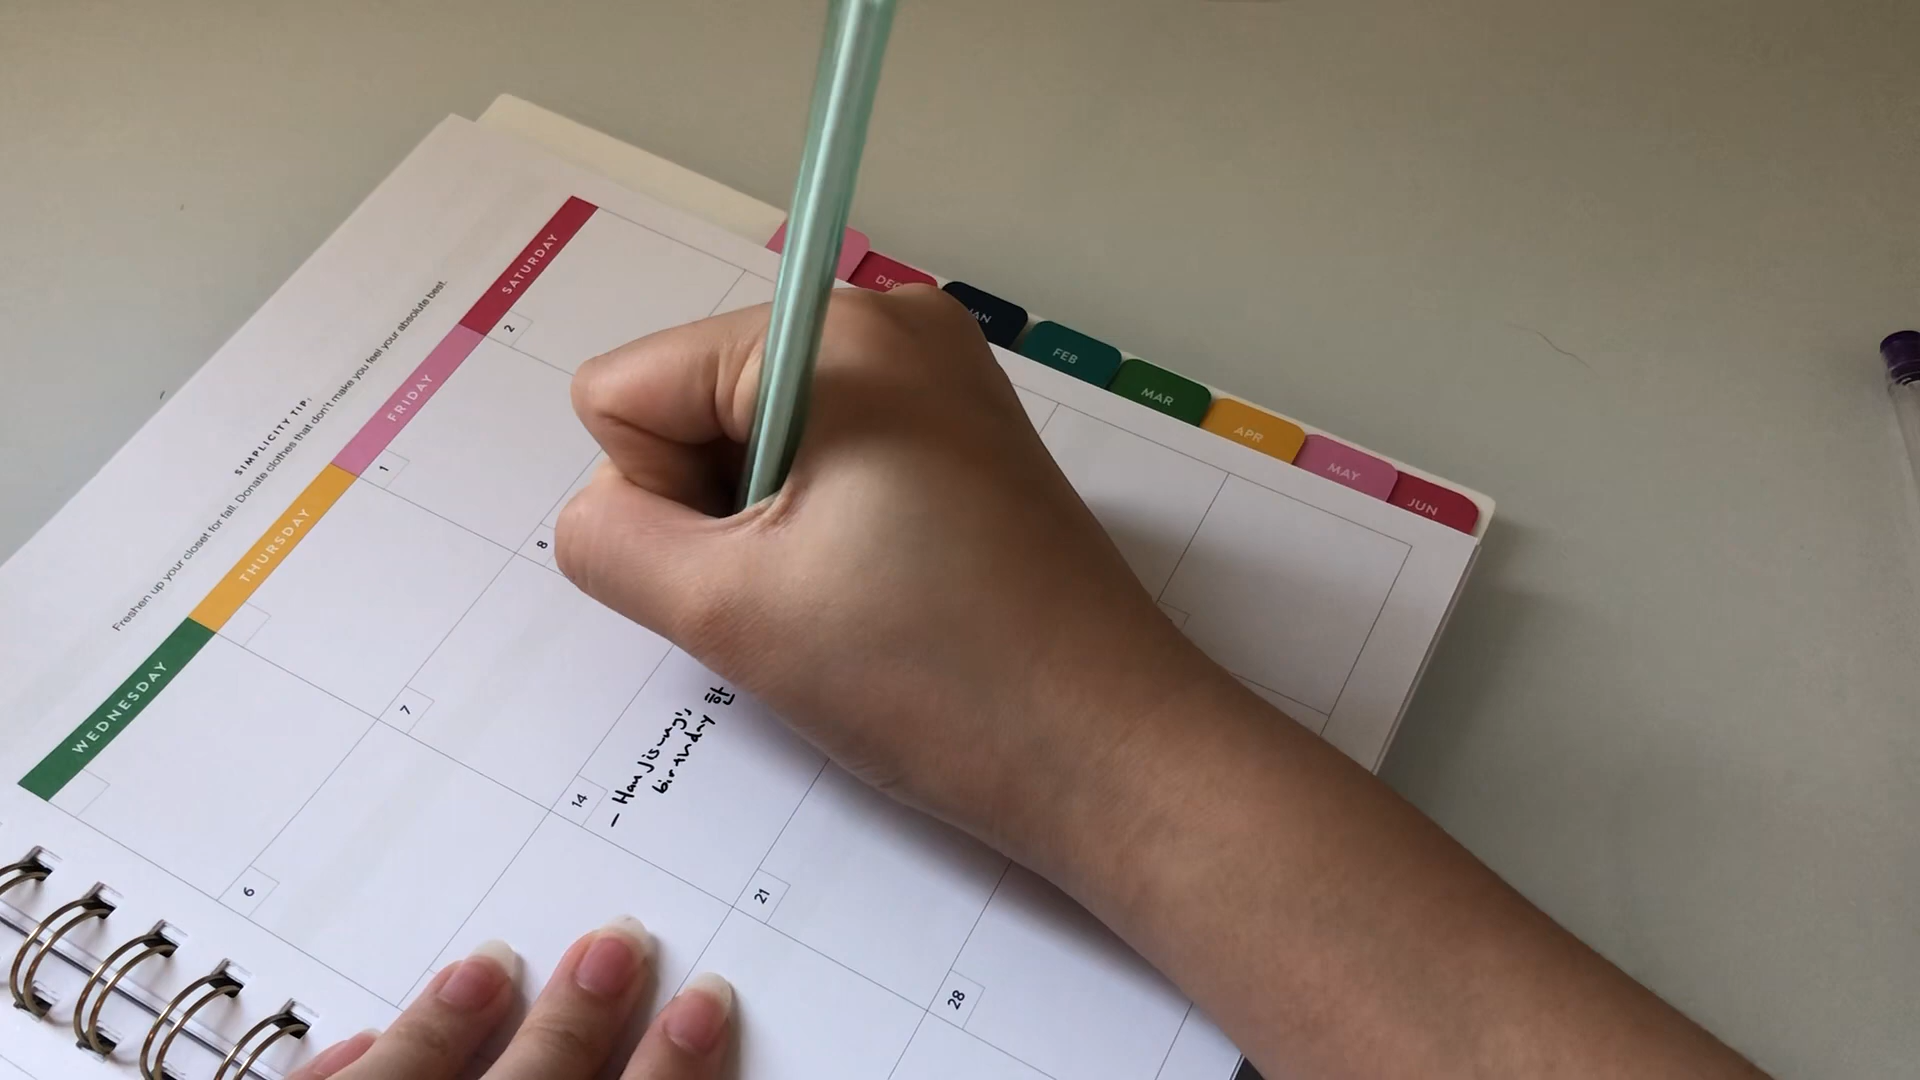 SIMPLICITY TIP:
Freshen up your closet for fall. Donate clothes that don't make you feel your absolute best.
WEDNESDAY
THURSDAY
FRIDAY
SATURDAY
1
2
6
7
8
14
- Han Jisung's
birthday 한
21
28
DEC
JAN
FEB
MAR
APR
MAY
JUN